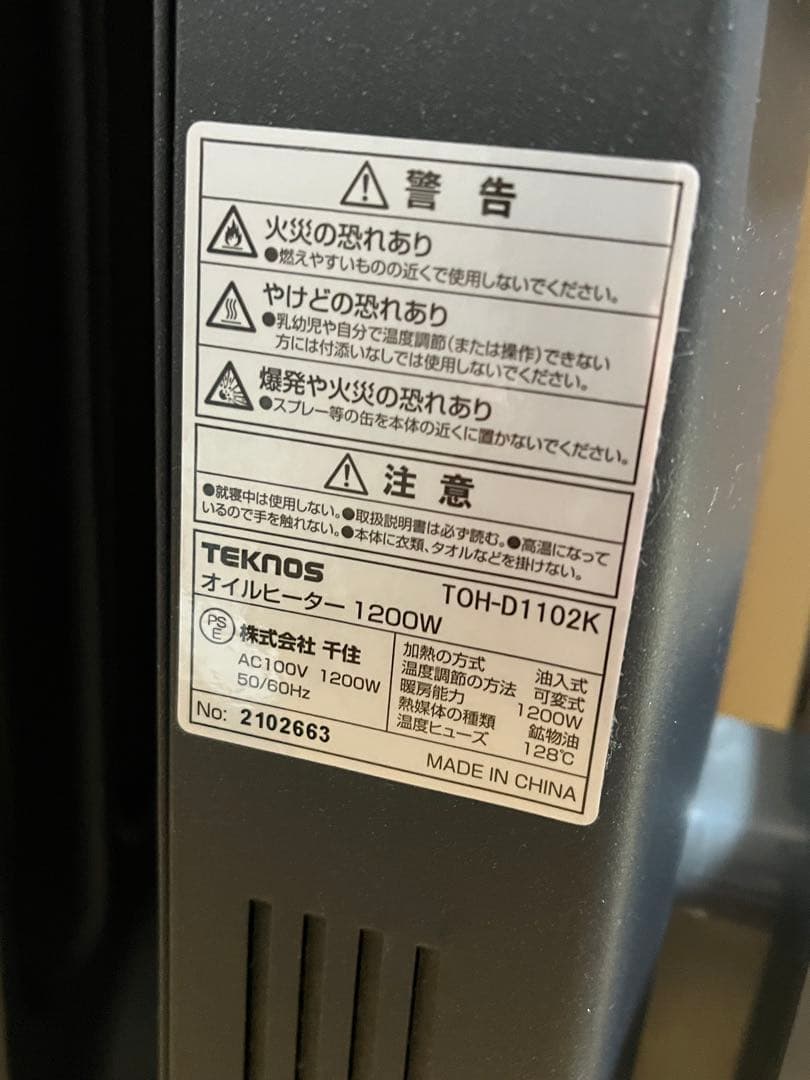 警告
火災の恐れあり
●燃えやすいものの近くで使用しないでください。
やけどの恐れあり
●乳幼児や自分で温度調節(または操作)できない
方には付添いなしでは使用しないでください。
爆発や火災の恐れあり
●スプレー等の缶を本体の近くに置かないでください。
注意
●就寝中は使用しない。●取扱説明書は必ず読む。●高温になって
いるので手を触れない。●本体に衣類、タオルなどを掛けない。
TEKNOS
TOH-D1102K
オイルヒーター 1200W
PSE 株式会社 千住
AC100V 1200W
50/60Hz
No: 2102663
加熱の方式 油入式
温度調節の方法 可変式
暖房能力 1200W
熱媒体の種類 鉱物油
温度ヒューズ 128℃
MADE IN CHINA